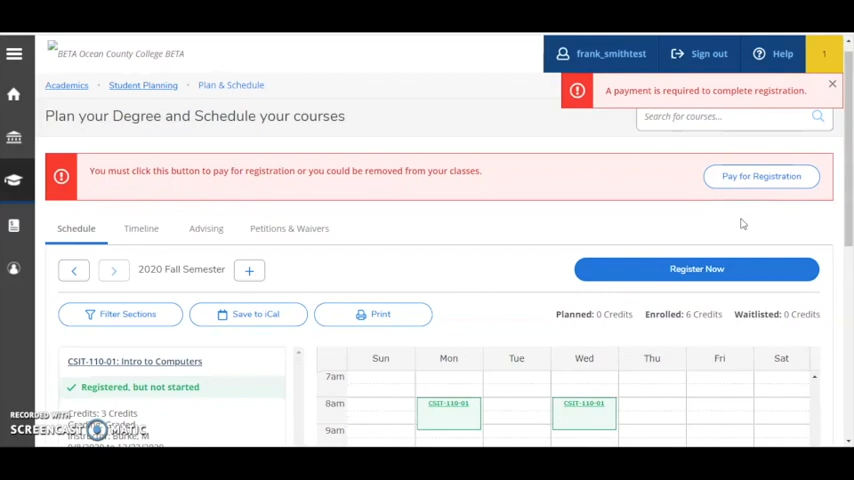 BETA Ocean County College BETA
frank_smithtest
Sign out
Help
1
Academics · Student Planning · Plan & Schedule
A payment is required to complete registration.
Plan your Degree and Schedule your courses
Search for courses...
You must click this button to pay for registration or you could be removed from your classes.
Pay for Registration
Schedule
Timeline
Advising
Petitions & Waivers
2020 Fall Semester
Register Now
Filter Sections
Save to iCal
Print
Planned: 0 Credits
Enrolled: 6 Credits
Waitlisted: 0 Credits
CSIT-110-01: Intro to Computers
Registered, but not started
Credits: 3 Credits
Grading: Graded
Instructor: Burke, M
Sun Mon Tue Wed Thu Fri Sat
7am
8am
CSIT-110-01
CSIT-110-01
9am
RECORDED WITH
SCREENCAST MATIC